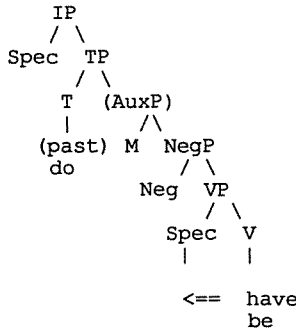 IP
Spec TP
T (AuxP)
(past) M NegP
do
Neg VP
Spec V
<== have
be